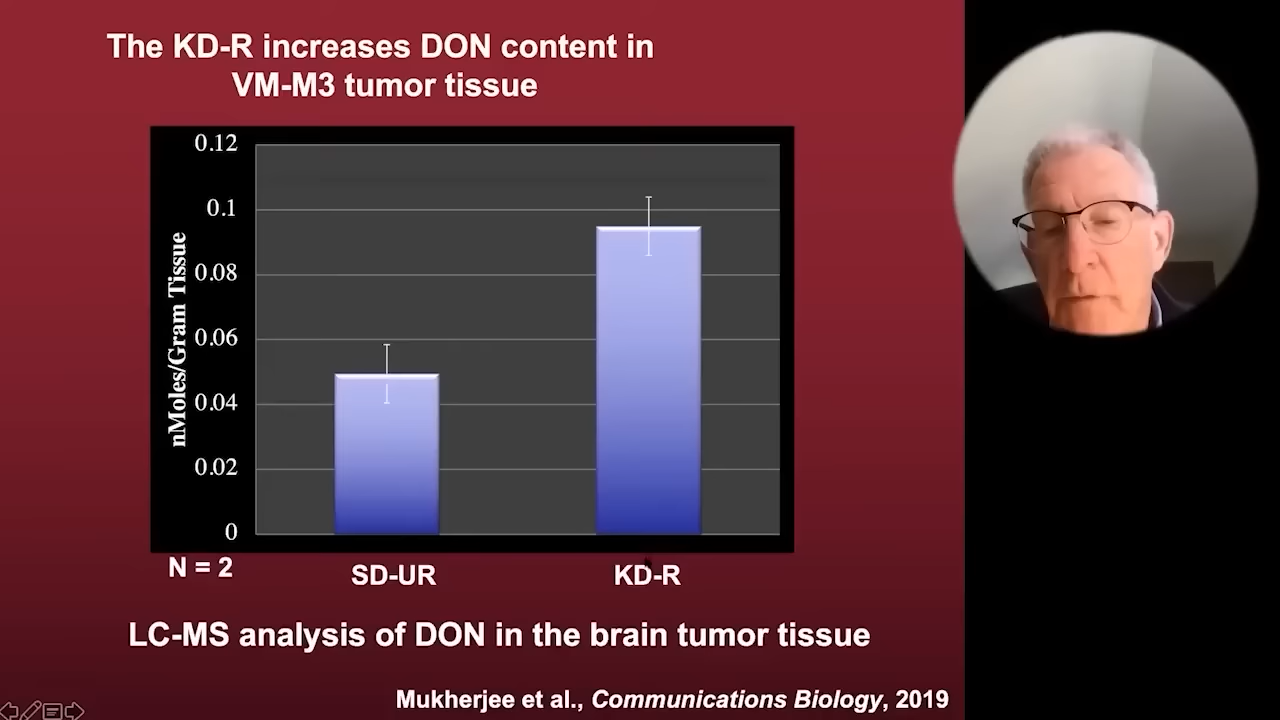 The KD-R increases DON content in
VM-M3 tumor tissue
nMoles/Gram Tissue
0.12
0.1
0.08
0.06
0.04
0.02
0
N = 2
SD-UR
KD-R
LC-MS analysis of DON in the brain tumor tissue
Mukherjee et al., Communications Biology, 2019